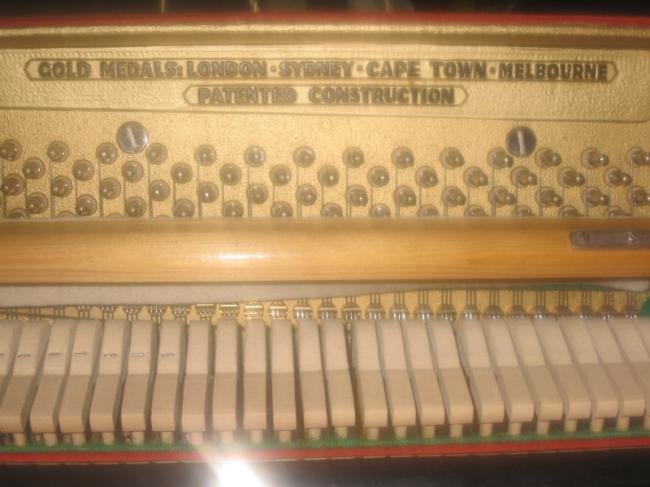 GOLD MEDALS: LONDON · SYDNEY · CAPE TOWN · MELBOURNE
PATENTED CONSTRUCTION